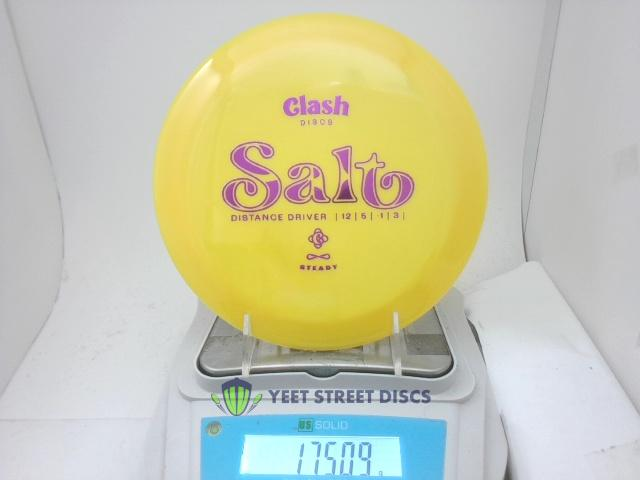 Clash
DISCS
Salt
DISTANCE DRIVER | 12 | 5 | -1 | 3 |
STEADY
YEET STREET DISCS
US SOLID
175.09 g